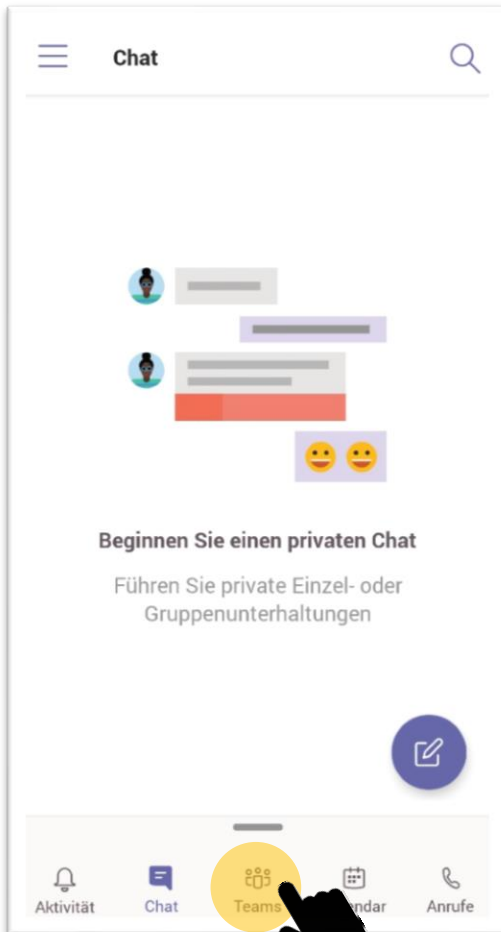 Chat
Beginnen Sie einen privaten Chat
Führen Sie private Einzel- oder
Gruppenunterhaltungen
Aktivität
Chat
Teams
Anrufe